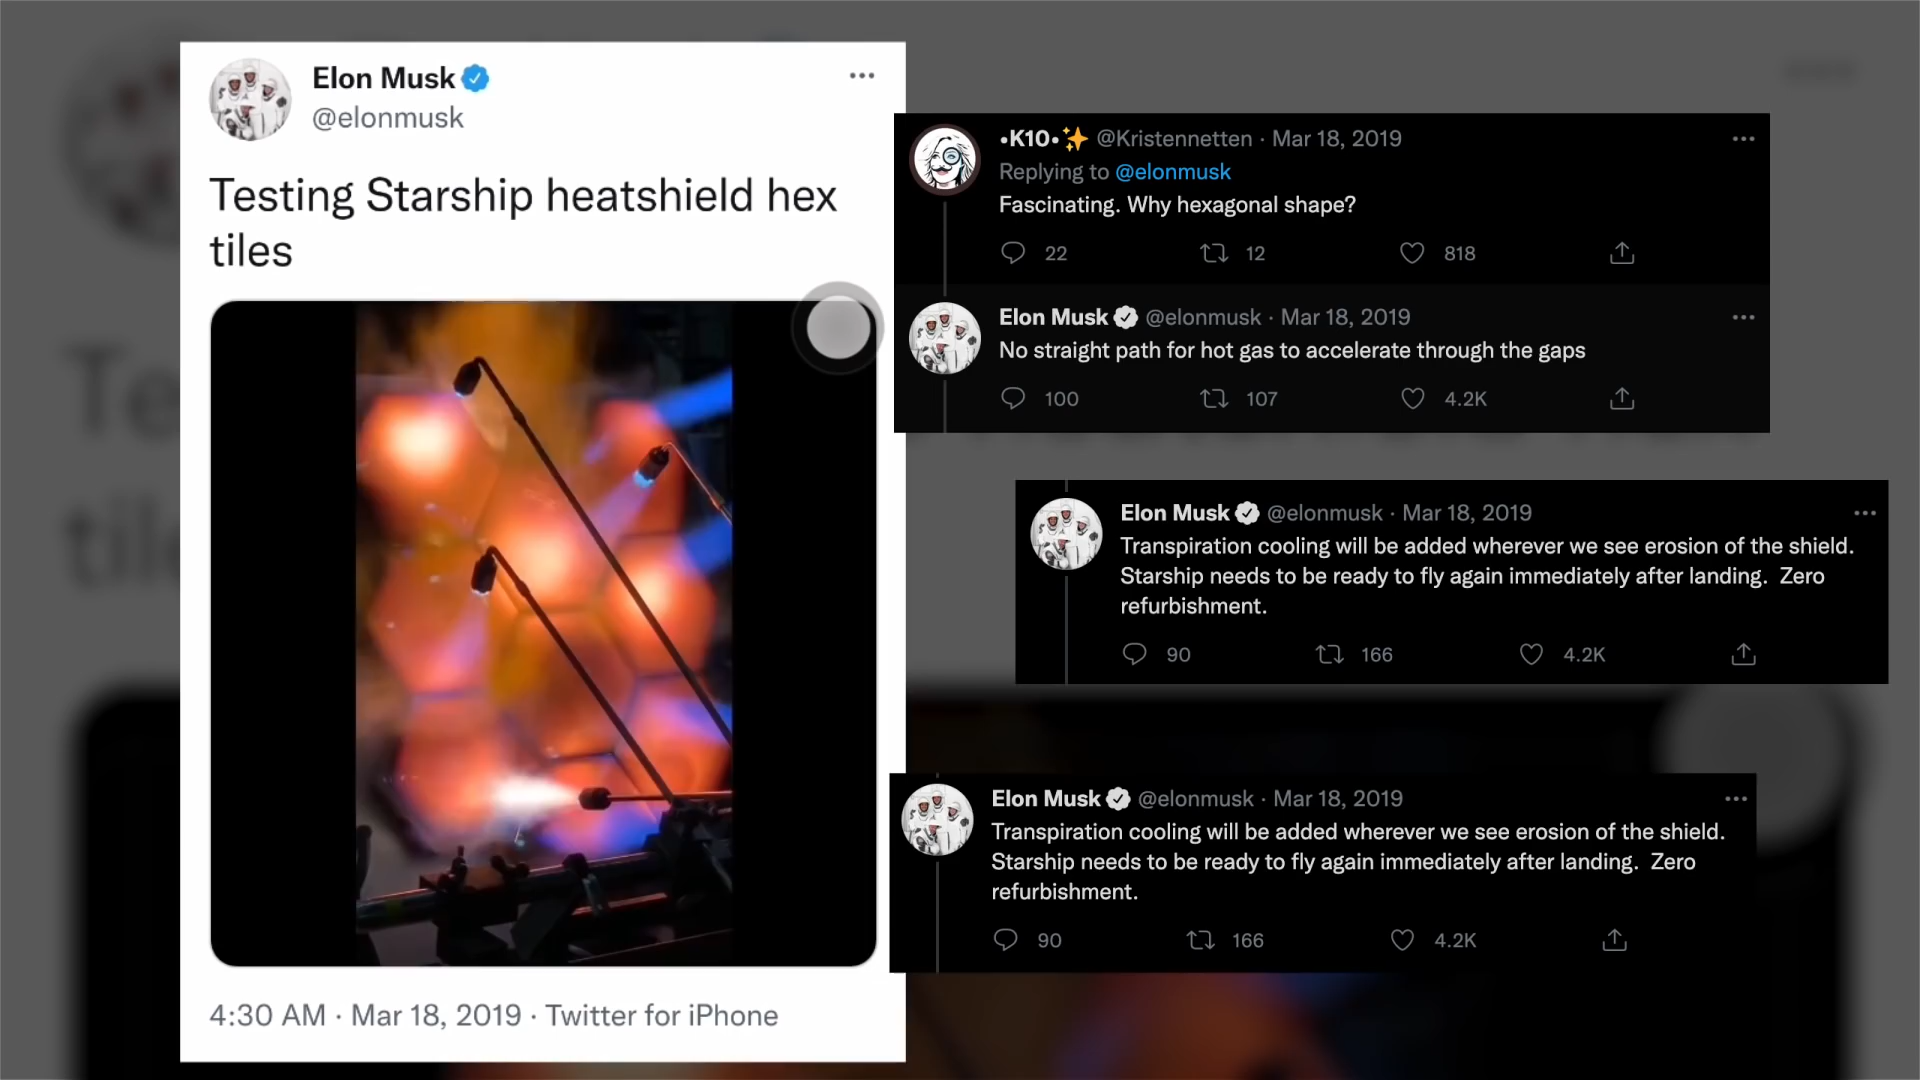 Elon Musk
@elonmusk
Testing Starship heatshield hex
tiles
4:30 AM · Mar 18, 2019 · Twitter for iPhone
•K10•✨ @Kristennetten · Mar 18, 2019
Replying to @elonmusk
Fascinating. Why hexagonal shape?
22 12 818
Elon Musk @elonmusk · Mar 18, 2019
No straight path for hot gas to accelerate through the gaps
100 107 4.2K
Elon Musk @elonmusk · Mar 18, 2019
Transpiration cooling will be added wherever we see erosion of the shield.
Starship needs to be ready to fly again immediately after landing.  Zero
refurbishment.
90 166 4.2K
Elon Musk @elonmusk · Mar 18, 2019
Transpiration cooling will be added wherever we see erosion of the shield.
Starship needs to be ready to fly again immediately after landing.  Zero
refurbishment.
90 166 4.2K